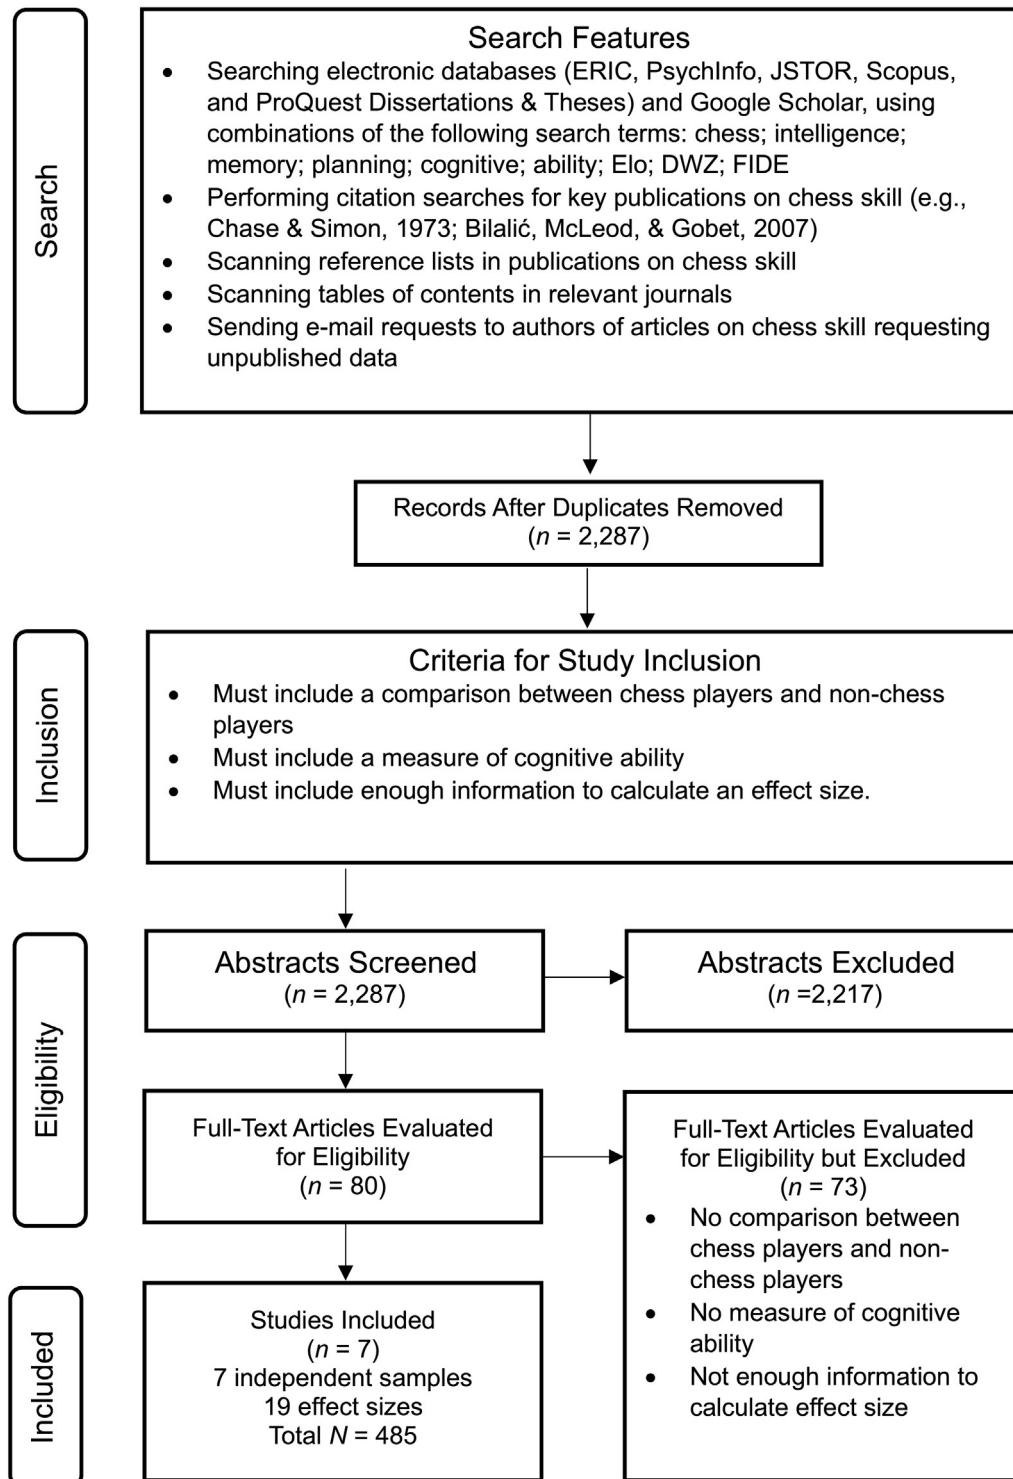 Search
Search Features
• Searching electronic databases (ERIC, PsychInfo, JSTOR, Scopus,
and ProQuest Dissertations & Theses) and Google Scholar, using
combinations of the following search terms: chess; intelligence;
memory; planning; cognitive; ability; Elo; DWZ; FIDE
• Performing citation searches for key publications on chess skill (e.g.,
Chase & Simon, 1973; Bilalić, McLeod, & Gobet, 2007)
• Scanning reference lists in publications on chess skill
• Scanning tables of contents in relevant journals
• Sending e-mail requests to authors of articles on chess skill requesting
unpublished data
Records After Duplicates Removed
(n = 2,287)
Inclusion
Criteria for Study Inclusion
• Must include a comparison between chess players and non-chess
players
• Must include a measure of cognitive ability
• Must include enough information to calculate an effect size.
Eligibility
Abstracts Screened
(n = 2,287)
Abstracts Excluded
(n =2,217)
Full-Text Articles Evaluated
for Eligibility
(n = 80)
Full-Text Articles Evaluated
for Eligibility but Excluded
(n = 73)
• No comparison between
chess players and non-
chess players
• No measure of cognitive
ability
• Not enough information to
calculate effect size
Included
Studies Included
(n = 7)
7 independent samples
19 effect sizes
Total N = 485